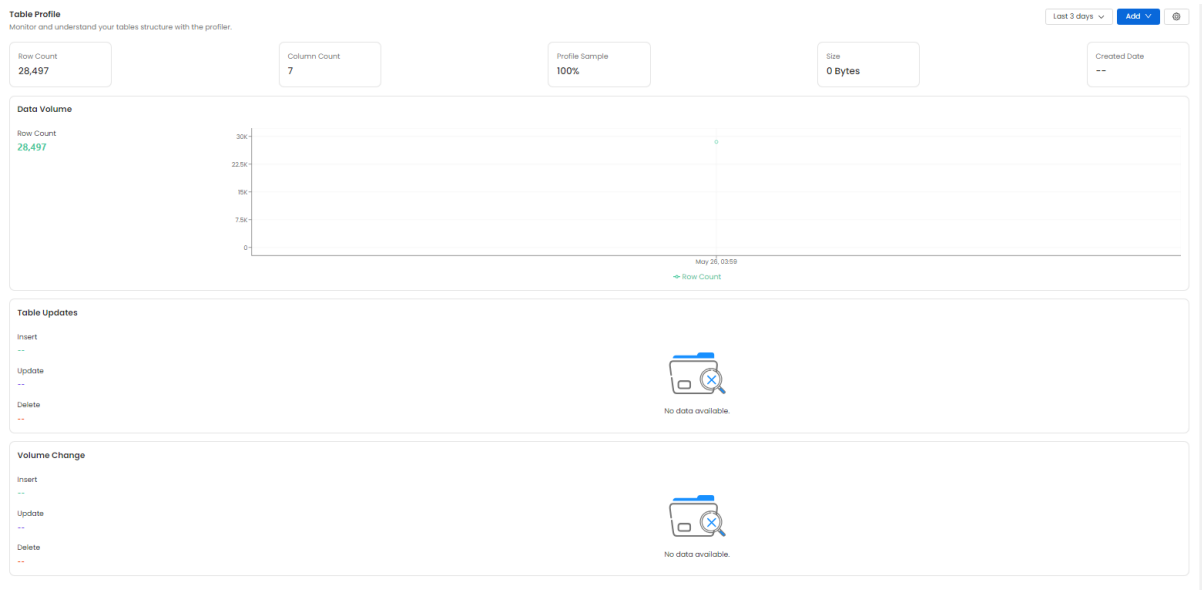 Table Profile
Monitor and understand your tables structure with the profiler.
Last 3 days
Add
Row Count
28,497
Column Count
7
Profile Sample
100%
Size
0 Bytes
Created Date
--
Data Volume
Row Count
28,497
30K
22.5K
15K
7.5K
0
May 26, 03:59
Row Count
Table Updates
Insert
--
Update
--
Delete
--
No data available.
Volume Change
Insert
--
Update
--
Delete
--
No data available.